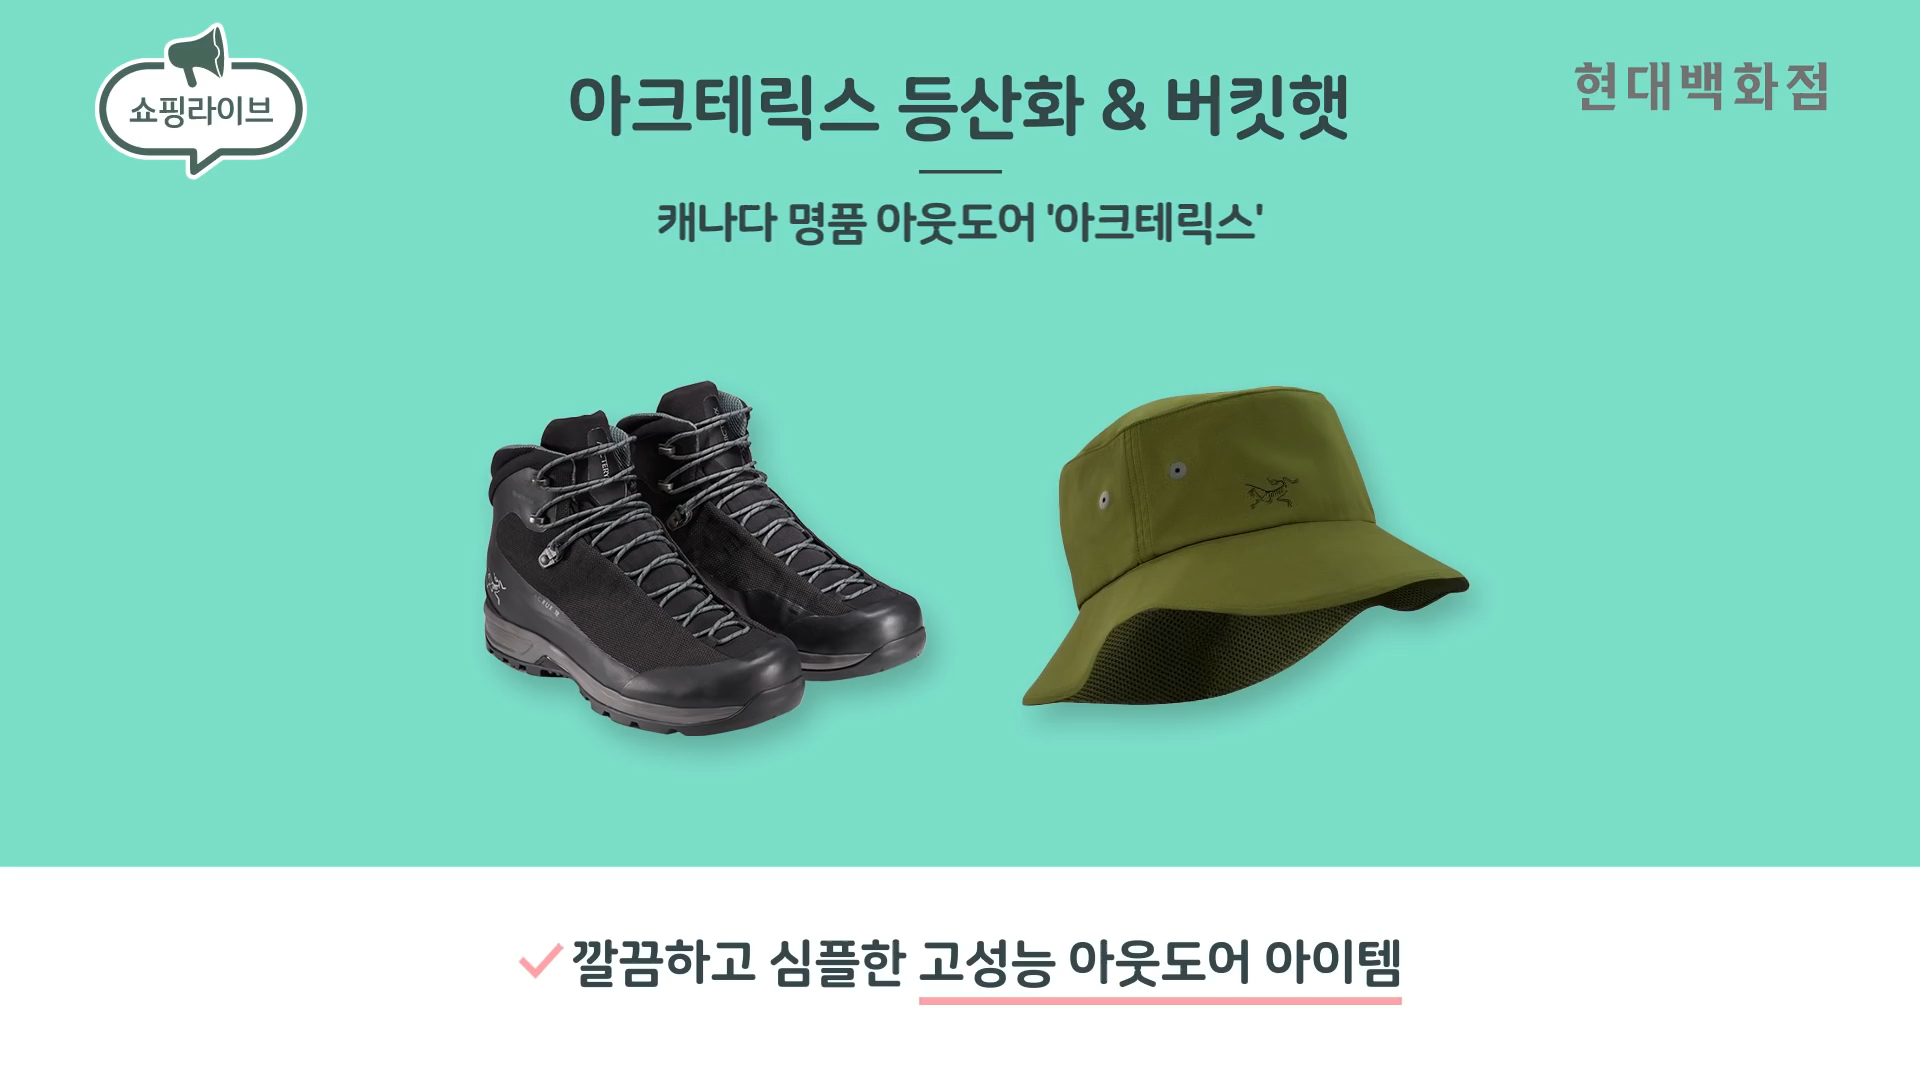 쇼핑라이브
아크테릭스 등산화 & 버킷햇
현대백화점
캐나다 명품 아웃도어 '아크테릭스'
깔끔하고 심플한 고성능 아웃도어 아이템